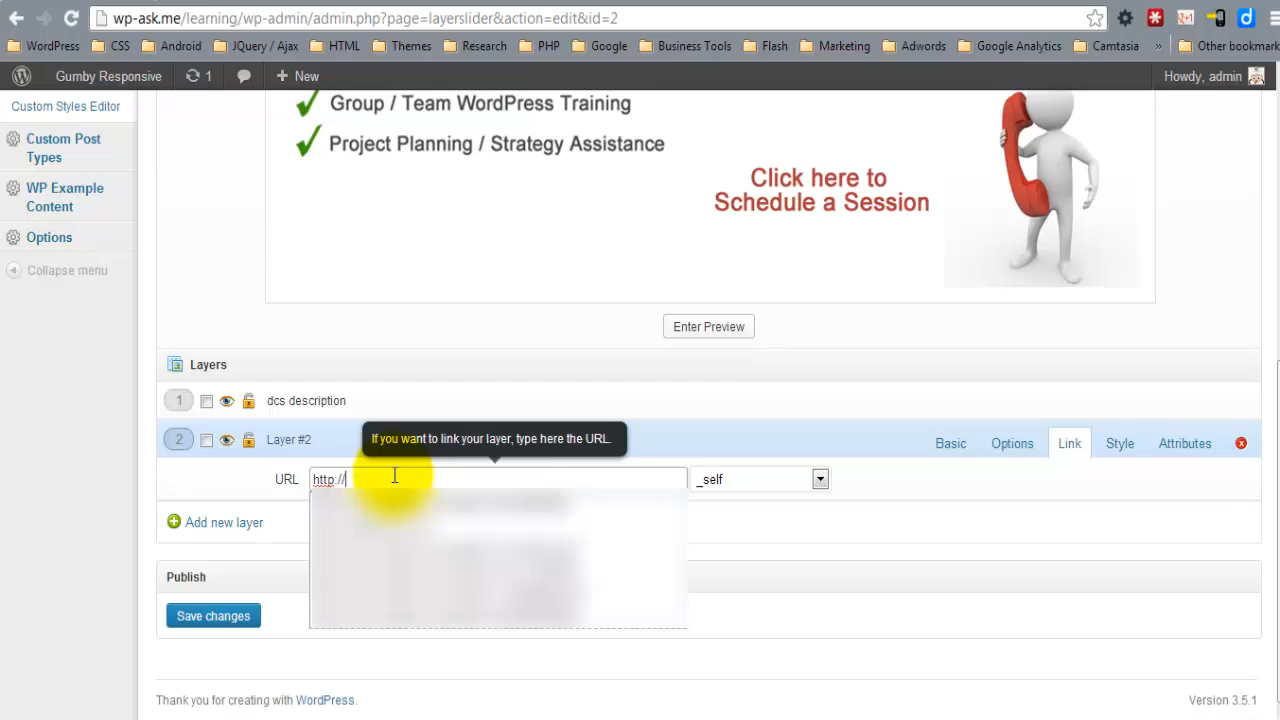 wp-ask.me/learning/wp-admin/admin.php?page=layerslider&action=edit&id=2
WordPress CSS Android JQuery / Ajax HTML Themes Research PHP Google Business Tools Flash Marketing Adwords Google Analytics Camtasia » Other bookmark
Gumby Responsive 1 + New Howdy, admin
Custom Styles Editor
Custom Post
Types
WP Example
Content
Options
Collapse menu
Group / Team WordPress Training
Project Planning / Strategy Assistance
Click here to
Schedule a Session
Enter Preview
Layers
1 dcs description
2 Layer #2 If you want to link your layer, type here the URL. Basic Options Link Style Attributes
URL http:// _self
Add new layer
Publish
Save changes
Thank you for creating with WordPress. Version 3.5.1